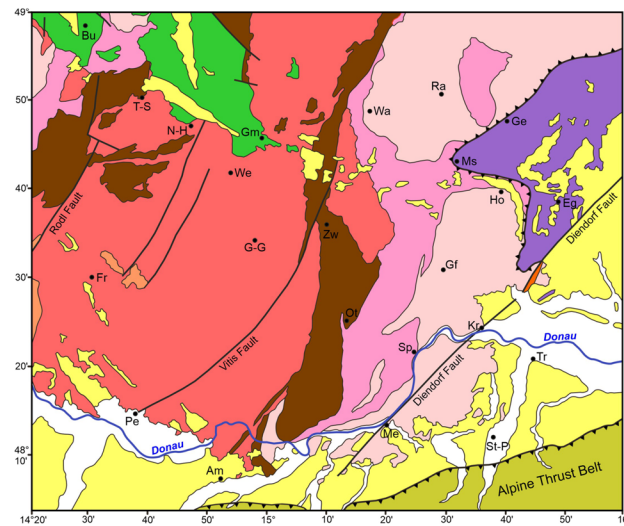 49°
Bu
Ra
50'
T-S
Wa
N-H
Ge
Gm
Ms
We
40'
Ho
Eg
Rodl Fault
Diendorf Fault
Zw
G-G
Gf
30'
Fr
Ot
Vitis Fault
Kr
Donau
Sp
Tr
20'
Diendorf Fault
Pe
Me
St-P
Donau
48°
10'
Am
Alpine Thrust Belt
14°20' 30' 40' 50' 15° 10' 20' 30' 40' 50' 16°